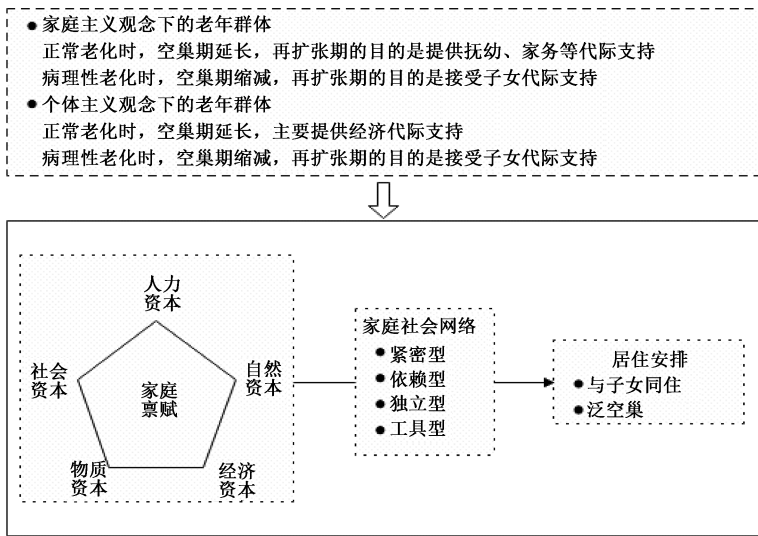 ● 家庭主义观念下的老年群体
正常老化时，空巢期延长，再扩张期的目的是提供抚幼、家务等代际支持
病理性老化时，空巢期缩减，再扩张期的目的是接受子女代际支持
● 个体主义观念下的老年群体
正常老化时，空巢期延长，主要提供经济代际支持
病理性老化时，空巢期缩减，再扩张期的目的是接受子女代际支持
人力
资本
社会
资本
家庭
禀赋
自然
资本
物质
资本
经济
资本
家庭社会网络
● 紧密型
● 依赖型
● 独立型
● 工具型
居住安排
● 与子女同住
● 泛空巢